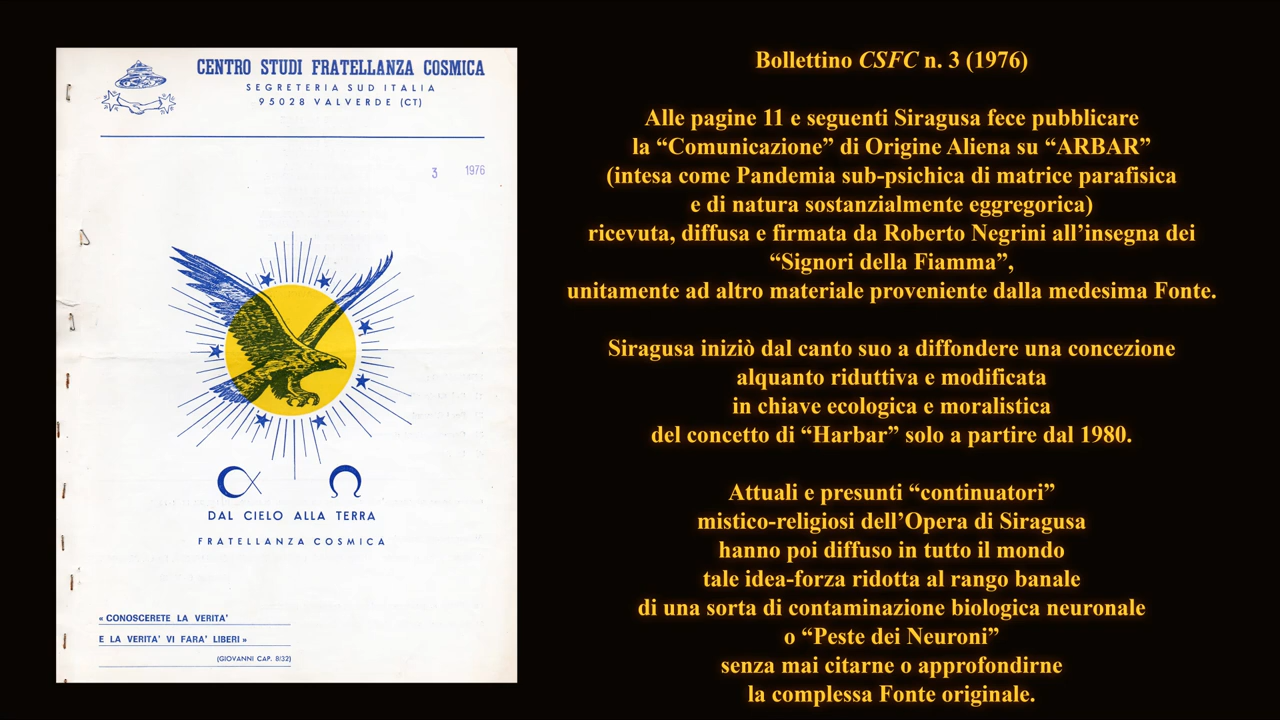 CENTRO STUDI FRATELLANZA COSMICA
SEGRETERIA SUD ITALIA
95028 VALVERDE (CT)
3 1976
α Ω
DAL CIELO ALLA TERRA
FRATELLANZA COSMICA
« CONOSCERETE LA VERITA'
E LA VERITA' VI FARA' LIBERI »
(GIOVANNI CAP. 8/32)
Bollettino CSFC n. 3 (1976)
Alle pagine 11 e seguenti Siragusa fece pubblicare
la “Comunicazione” di Origine Aliena su “ARBAR”
(intesa come Pandemia sub-psichica di matrice parafisica
e di natura sostanzialmente eggregorica)
ricevuta, diffusa e firmata da Roberto Negrini all’insegna dei
“Signori della Fiamma”,
unitamente ad altro materiale proveniente dalla medesima Fonte.
Siragusa iniziò dal canto suo a diffondere una concezione
alquanto riduttiva e modificata
in chiave ecologica e moralistica
del concetto di “Harbar” solo a partire dal 1980.
Attuali e presunti “continuatori”
mistico-religiosi dell’Opera di Siragusa
hanno poi diffuso in tutto il mondo
tale idea-forza ridotta al rango banale
di una sorta di contaminazione biologica neuronale
o “Peste dei Neuroni”
senza mai citarne o approfondirne
la complessa Fonte originale.